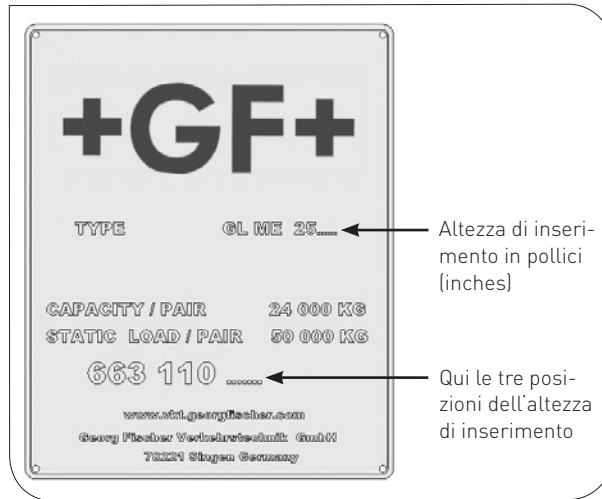 +GF+
TYPE GL ME 25.....
Altezza di inseri-
mento in pollici
(inches)
CAPACITY / PAIR 24 000 KG
STATIC LOAD / PAIR 50 000 KG
663 110 .......
Qui le tre posi-
zioni dell'altezza
di inserimento
www.vkt.georgfischer.com
Georg Fischer Verkehrstechnik GmbH
78221 Singen Germany